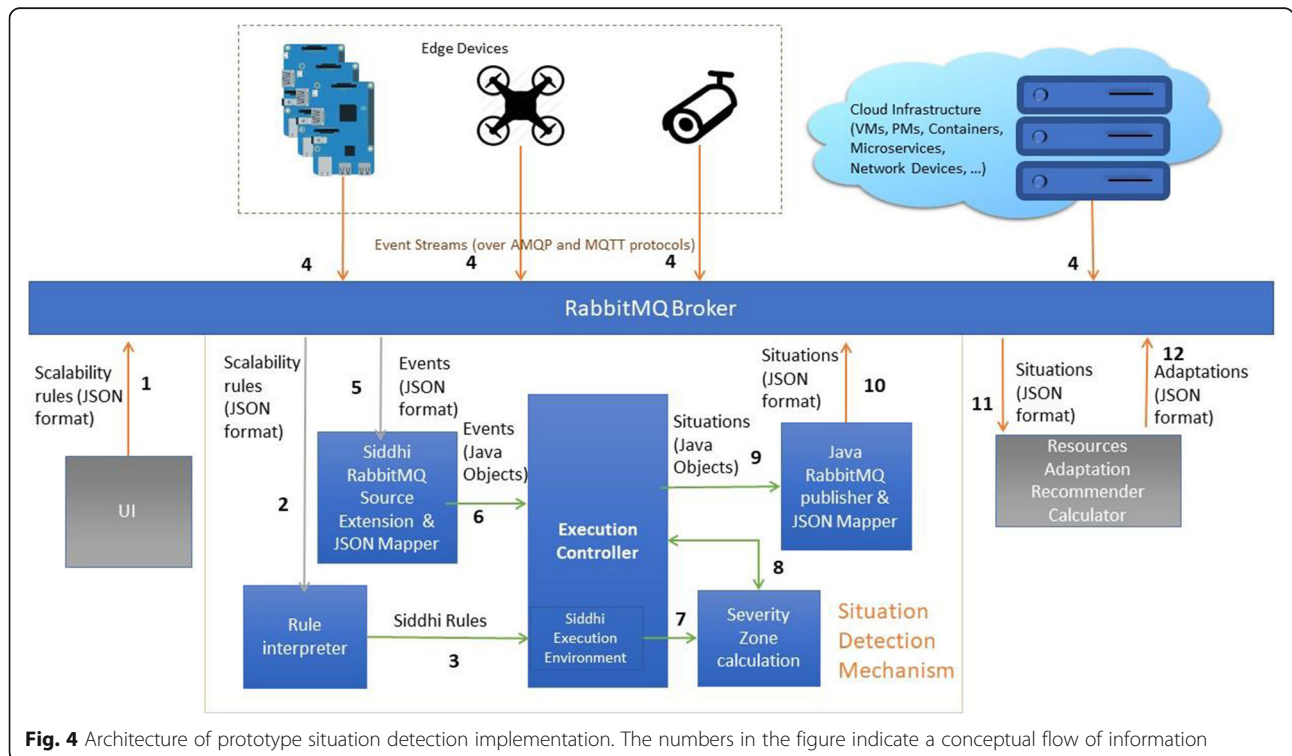 Edge Devices
Cloud Infrastructure
(VMs, PMs, Containers,
Microservices,
Network Devices, ...)
Event Streams (over AMQP and MQTT protocols)
4
4
4
4
RabbitMQ Broker
Scalability
rules (JSON
format)
1
UI
Scalability
rules
(JSON
format)
2
5
Events
(JSON
format)
Siddhi
RabbitMQ
Source
Extension &
JSON Mapper
Events
(Java
Objects)
6
Rule
interpreter
Siddhi Rules
3
Execution
Controller
Siddhi
Execution
Environment
7
Severity
Zone
calculation
8
Situations
(Java
Objects)
9
Situations
(JSON
format)
10
Java
RabbitMQ
publisher &
JSON Mapper
Situation
Detection
Mechanism
11
Situations
(JSON
format)
12
Adaptations
(JSON
format)
Resources
Adaptation
Recommender
Calculator
Fig. 4 Architecture of prototype situation detection implementation. The numbers in the figure indicate a conceptual flow of information